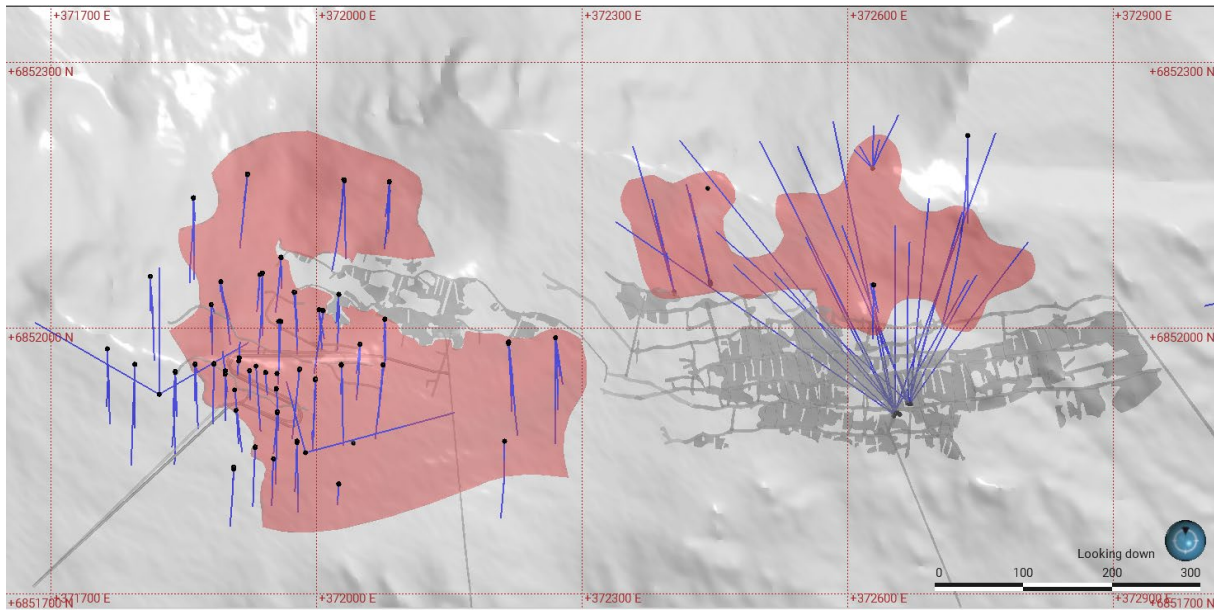 +371700 E
+372000 E
+372300 E
+372600 E
+372900 E
+6852300 N
+6852300 N
+6852000 N
+6852000 N
Looking down
0 100 200 300
+6851700 N
+371700 E
+372000 E
+372300 E
+372600 E
+372900 E
+6851700 N